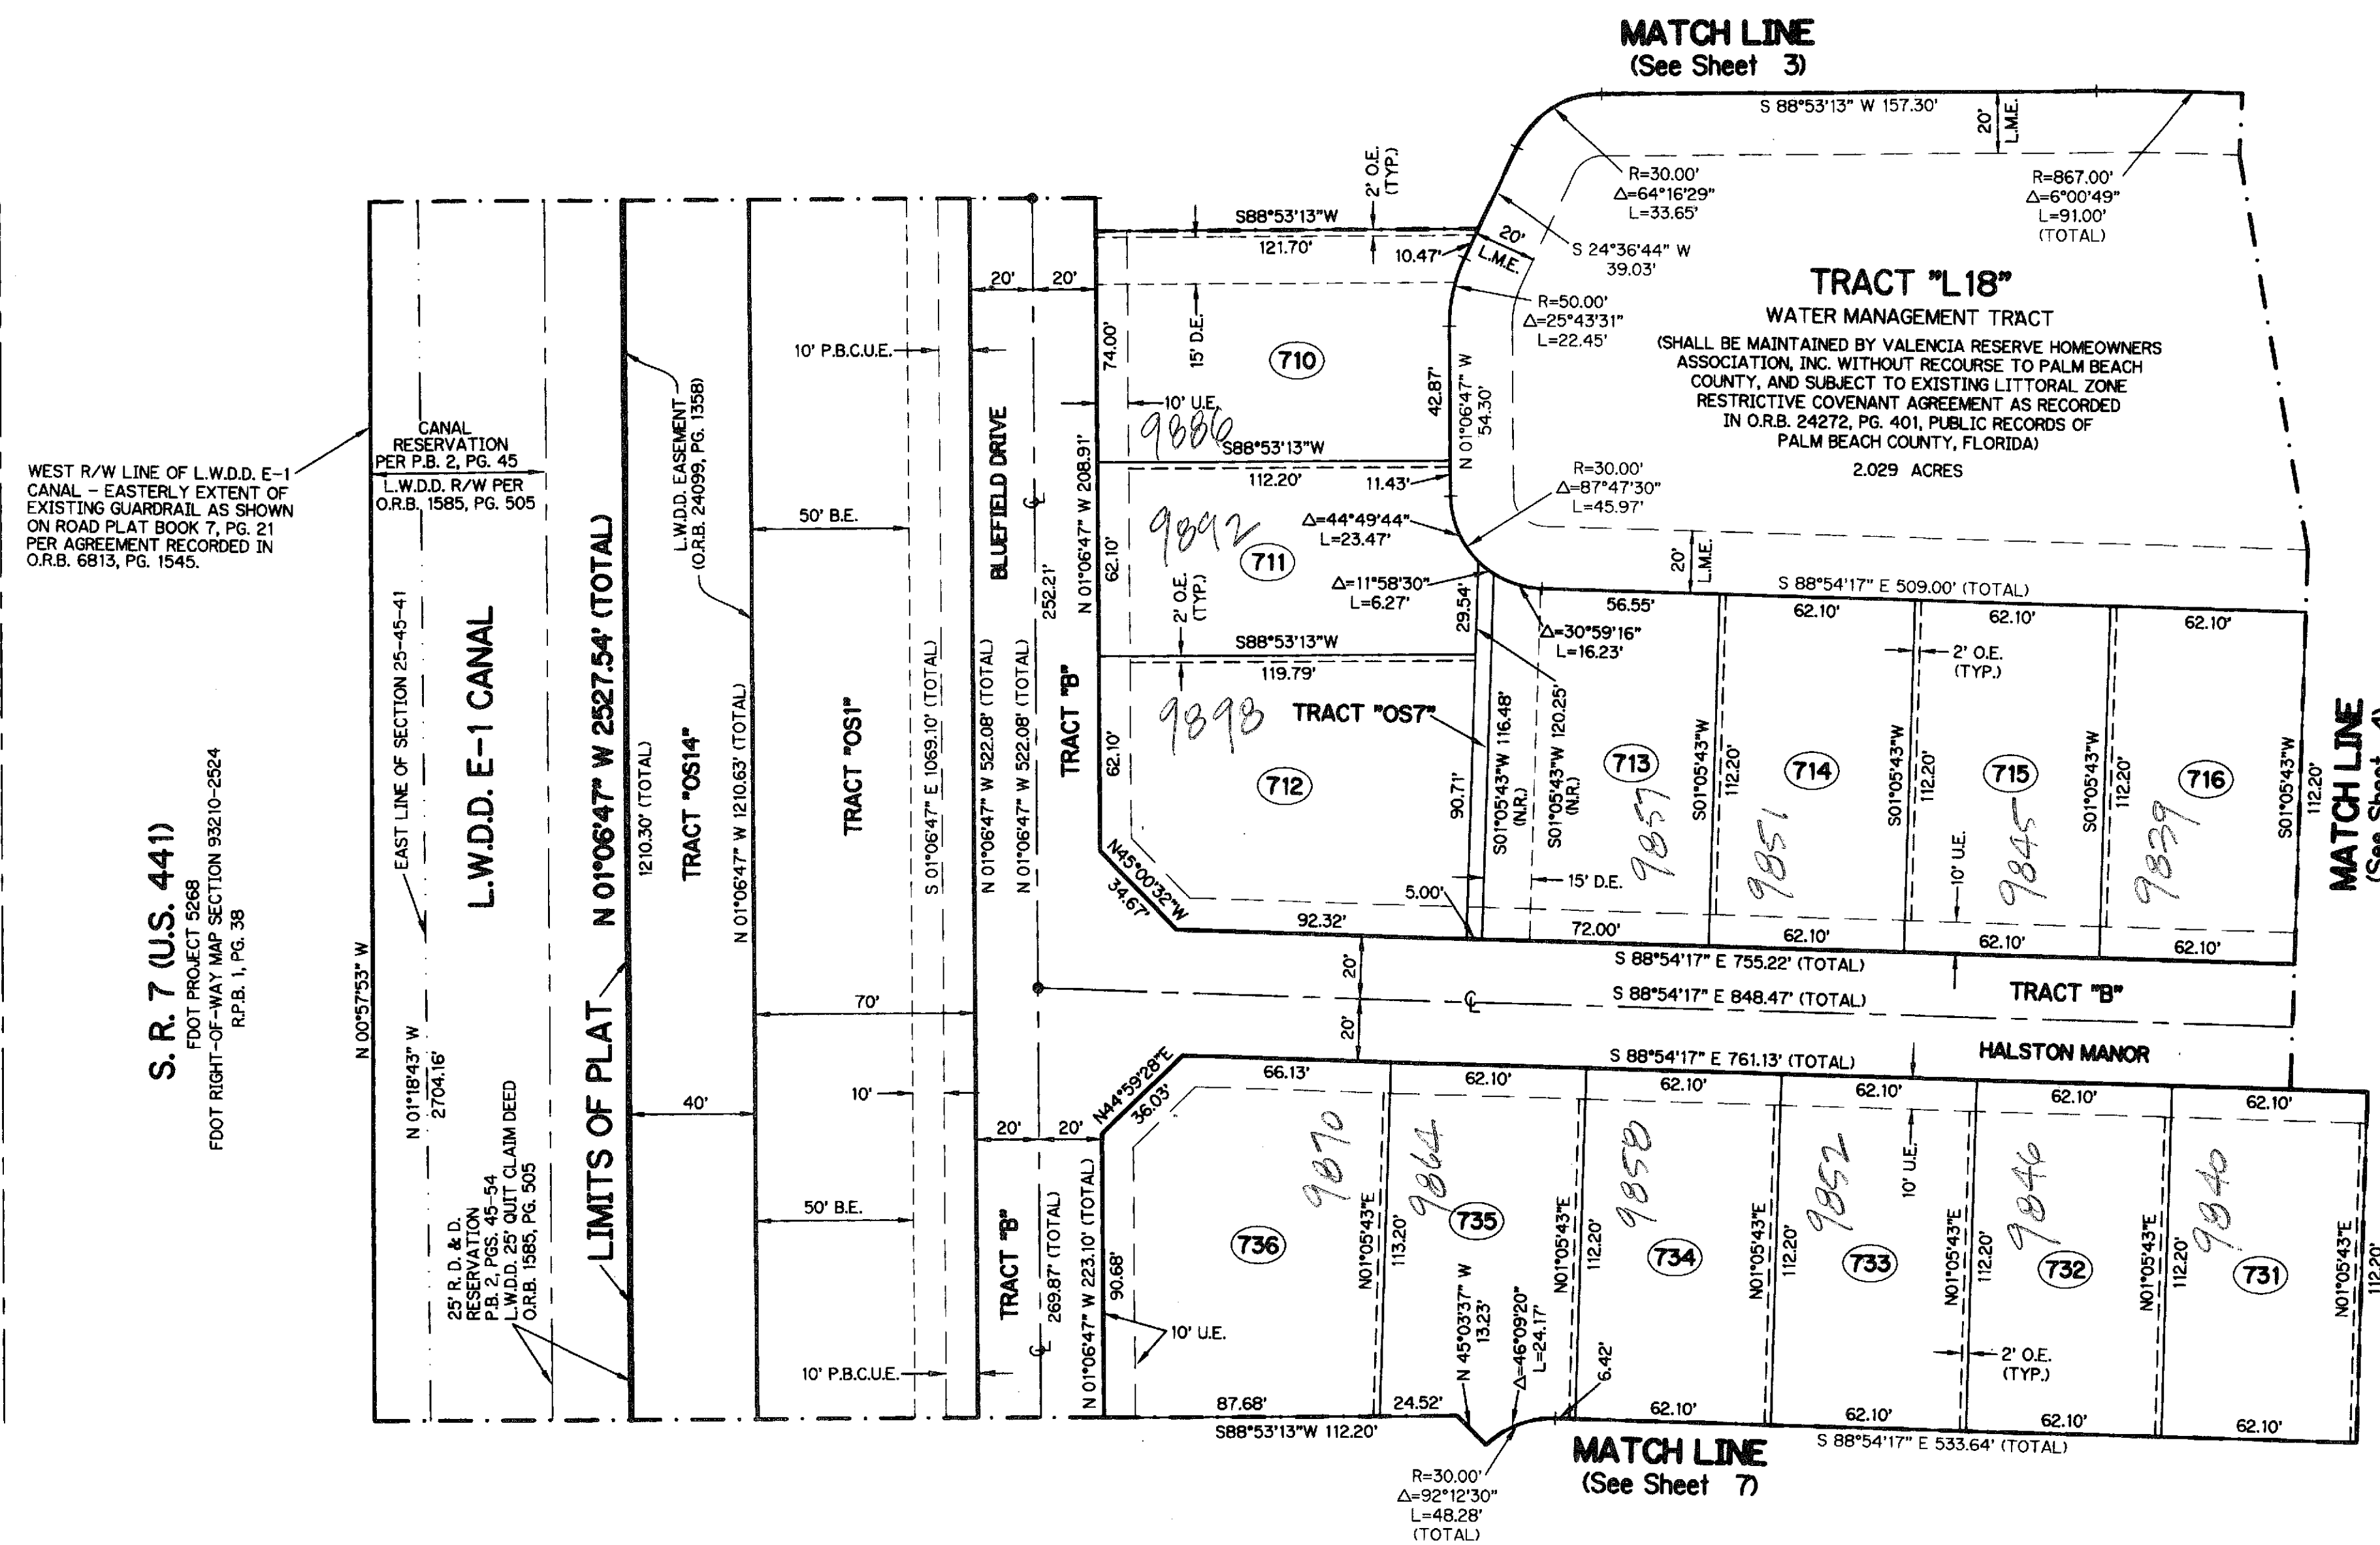 MATCH LINE
(See Sheet 3)
S 88°53'13" W 157.30'
20'
L.M.E.
R=30.00'
Δ=64°16'29"
L=33.65'
R=867.00'
Δ=6°00'49"
L=91.00'
(TOTAL)
2' O.E.
(TYP.)
S88°53'13"W
121.70'
10.47'
20'
L.M.E.
S 24°36'44" W
39.03'
TRACT "L18"
WATER MANAGEMENT TRACT
(SHALL BE MAINTAINED BY VALENCIA RESERVE HOMEOWNERS
ASSOCIATION, INC. WITHOUT RECOURSE TO PALM BEACH
COUNTY, AND SUBJECT TO EXISTING LITTORAL ZONE
RESTRICTIVE COVENANT AGREEMENT AS RECORDED
IN O.R.B. 24272, PG. 401, PUBLIC RECORDS OF
PALM BEACH COUNTY, FLORIDA)
2.029 ACRES
R=50.00'
Δ=25°43'31"
L=22.45'
20'
20'
74.00'
15' D.E.
710
10' P.B.C.U.E.
10' U.E.
9886
42.87'
N 01°06'47" W
54.30'
S88°53'13"W
112.20'
11.43'
R=30.00'
Δ=87°47'30"
L=45.97'
WEST R/W LINE OF L.W.D.D. E-1
CANAL - EASTERLY EXTENT OF
EXISTING GUARDRAIL AS SHOWN
ON ROAD PLAT BOOK 7, PG. 21
PER AGREEMENT RECORDED IN
O.R.B. 6813, PG. 1545.
CANAL
RESERVATION
PER P.B. 2, PG. 45
L.W.D.D. R/W PER
O.R.B. 1585, PG. 505
L.W.D.D. EASEMENT
(O.R.B. 24099, PG. 1358)
50' B.E.
BLUEFIELD DRIVE
252.21'
N 01°06'47" W 208.91'
62.10'
9892
711
Δ=44°49'44"
L=23.47'
Δ=11°58'30"
L=6.27'
2' O.E.
(TYP.)
29.54'
20'
L.M.E.
S 88°54'17" E 509.00' (TOTAL)
56.55'
62.10'
62.10'
62.10'
Δ=30°59'16"
L=16.23'
2' O.E.
(TYP.)
S88°53'13"W
119.79'
EAST LINE OF SECTION 25-45-41
L.W.D.D. E-1 CANAL
N 01°06'47" W 2527.54' (TOTAL)
LIMITS OF PLAT
1210.30' (TOTAL)
TRACT "OS14"
N 01°06'47" W 1210.63' (TOTAL)
TRACT "OS1"
S 01°06'47" E 1069.10' (TOTAL)
N 01°06'47" W 522.08' (TOTAL)
N 01°06'47" W 522.08' (TOTAL)
TRACT "B"
62.10'
9898
TRACT "OS7"
712
90.71'
S01°05'43"W 116.48'
(N.R.)
S01°05'43"W 120.25'
(N.R.)
713
9857
S01°05'43"W
112.20'
714
9851
S01°05'43"W
112.20'
715
9845
S01°05'43"W
112.20'
716
9839
S01°05'43"W
112.20'
MATCH LINE
(See Sheet 4)
S. R. 7 (U.S. 441)
FDOT PROJECT 5268
FDOT RIGHT-OF-WAY MAP SECTION 93210-2524
R.P.B. 1, PG. 38
N 00°57'53" W
N 01°18'43" W
2704.16'
N45°00'32"W
34.67'
5.00'
15' D.E.
10' U.E.
92.32'
72.00'
62.10'
62.10'
62.10'
S 88°54'17" E 755.22' (TOTAL)
20'
S 88°54'17" E 848.47' (TOTAL)
TRACT "B"
20'
S 88°54'17" E 761.13' (TOTAL)
HALSTON MANOR
70'
10'
40'
20'
20'
N44°59'28"E
36.03'
66.13'
62.10'
62.10'
62.10'
62.10'
62.10'
25' R. D. & D.
RESERVATION
P.B. 2, PGS. 45-54
L.W.D.D. 25' QUIT CLAIM DEED
O.R.B. 1585, PG. 505
50' B.E.
TRACT "B"
269.87' (TOTAL)
N 01°06'47" W 223.10' (TOTAL)
90.68'
10' U.E.
736
9870
N01°05'43"E
113.20'
9864
735
N 45°03'37" W
13.23'
Δ=46°09'20"
L=24.17'
N01°05'43"E
112.20'
9858
734
6.42'
N01°05'43"E
112.20'
9852
733
10' U.E.
N01°05'43"E
112.20'
9846
732
2' O.E.
(TYP.)
N01°05'43"E
112.20'
9840
731
N01°05'43"E
112.20'
10' P.B.C.U.E.
87.68'
24.52'
S88°53'13"W 112.20'
62.10'
62.10'
62.10'
62.10'
S 88°54'17" E 533.64' (TOTAL)
MATCH LINE
(See Sheet 7)
R=30.00'
Δ=92°12'30"
L=48.28'
(TOTAL)